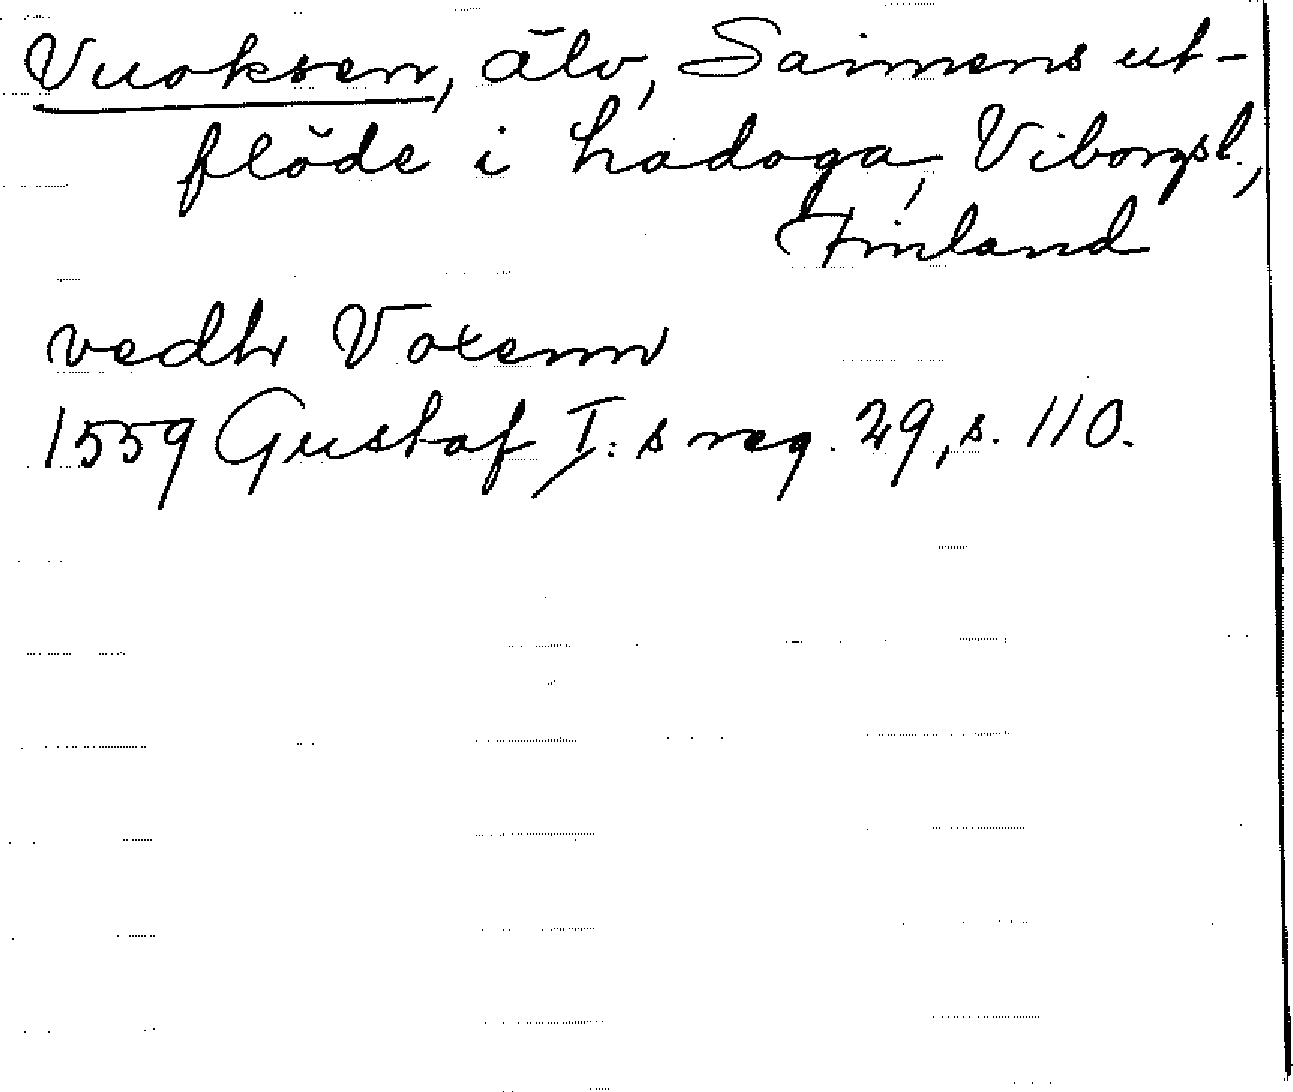 Vuoksen, älv, Saimens ut-
flöde i Ladoga, Viborgsl.,
Finland
vedh Voxenn
1559 Gustaf I:s reg. 29, s. 110.